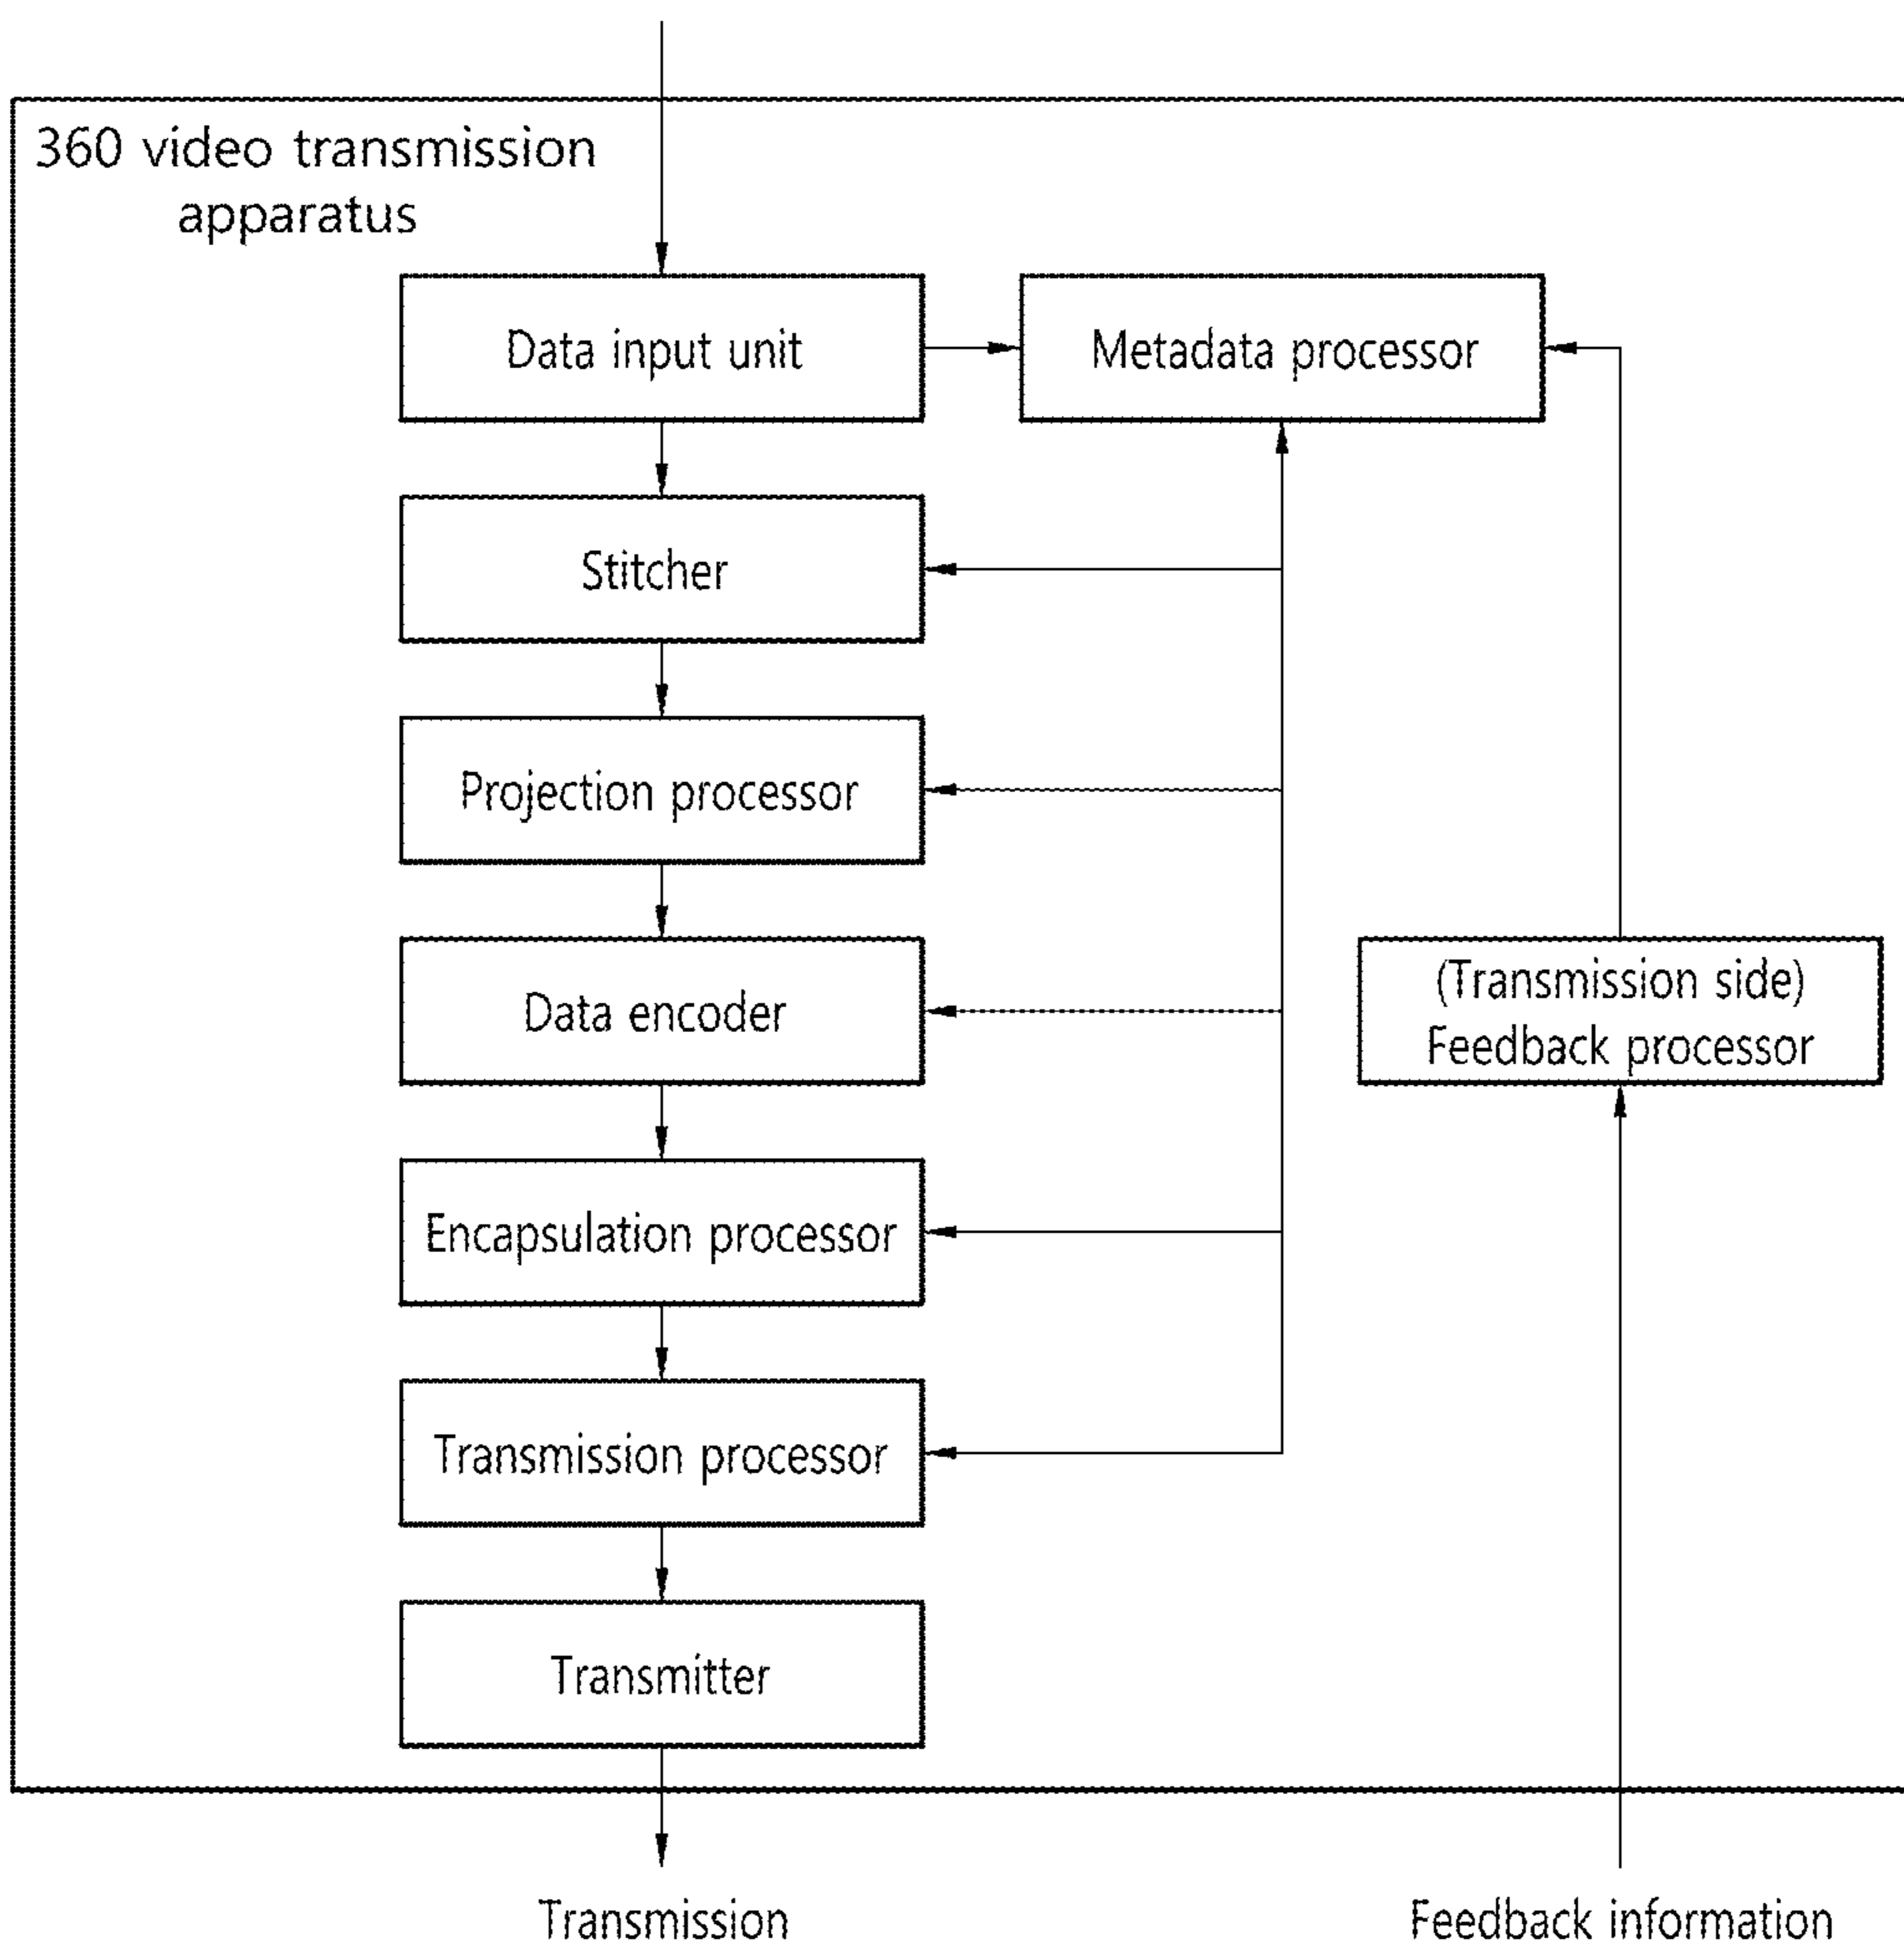 360 video transmission
apparatus
Data input unit
Metadata processor
Stitcher
Projection processor
Data encoder
(Transmission side)
Feedback processor
Encapsulation processor
Transmission processor
Transmitter
Transmission
Feedback information